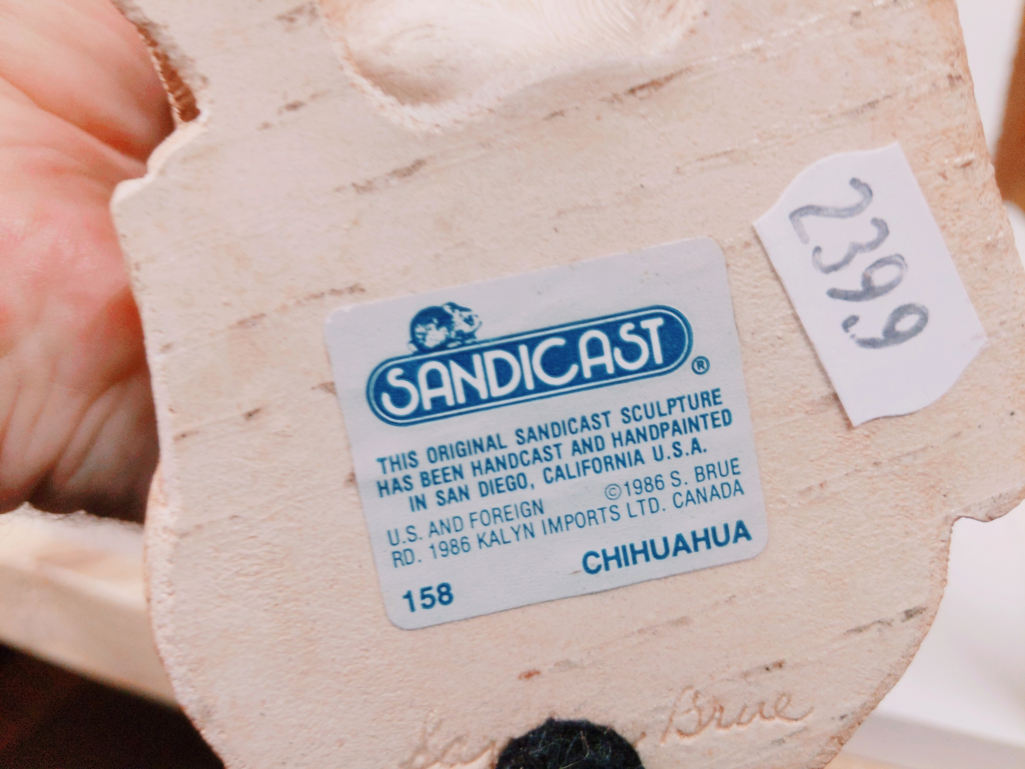 SANDICAST®
THIS ORIGINAL SANDICAST SCULPTURE
HAS BEEN HANDCAST AND HANDPAINTED
IN SAN DIEGO, CALIFORNIA U.S.A.
U.S. AND FOREIGN ©1986 S. BRUE
RD. 1986 KALYN IMPORTS LTD. CANADA
158 CHIHUAHUA
2399
Brue